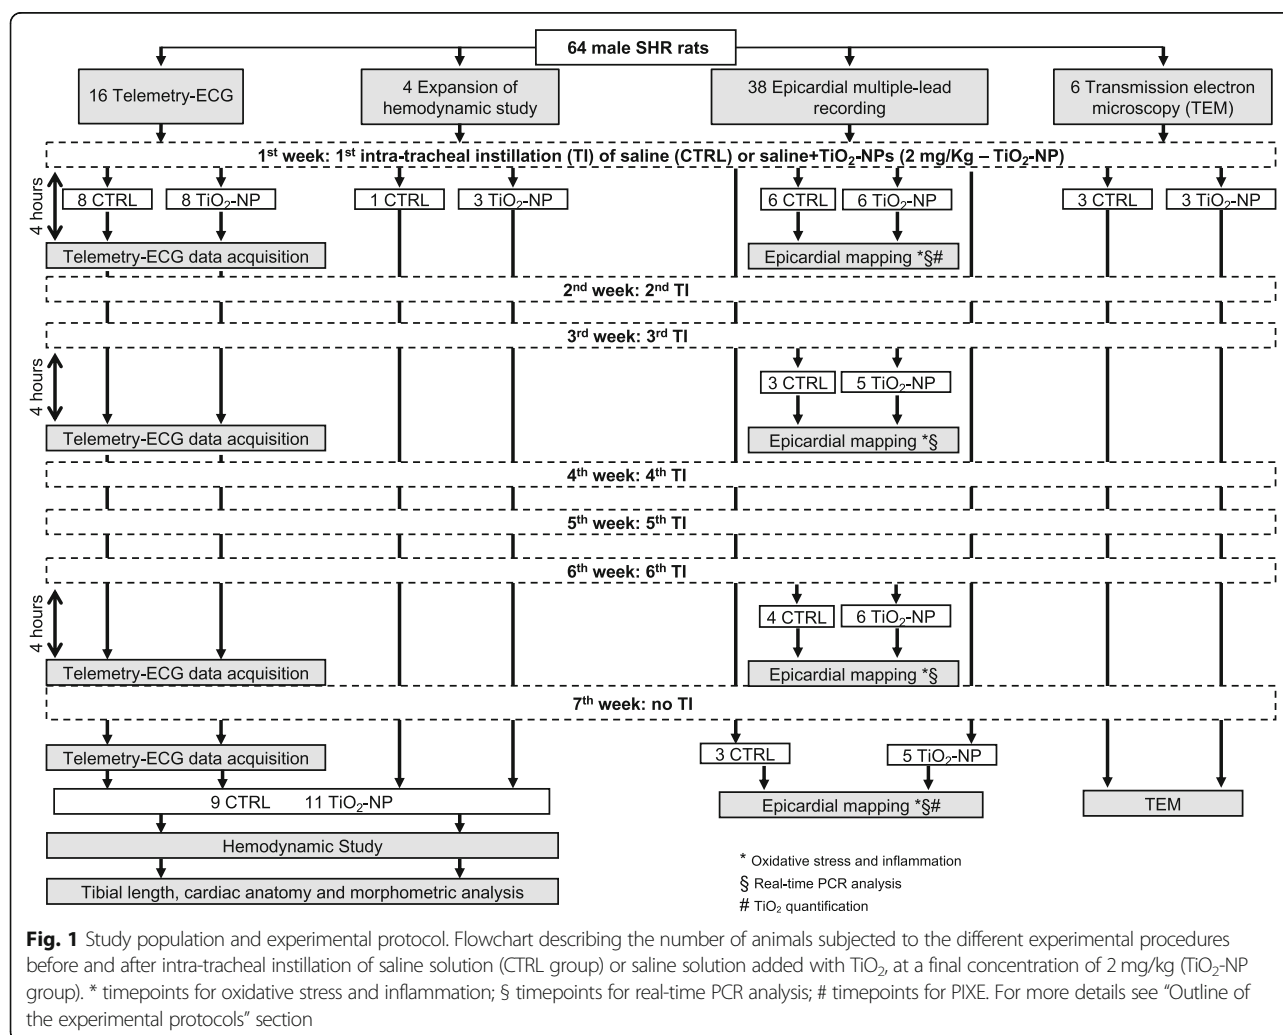 64 male SHR rats
16 Telemetry-ECG
4 Expansion of
hemodynamic study
38 Epicardial multiple-lead
recording
6 Transmission electron
microscopy (TEM)
1st week: 1st intra-tracheal instillation (TI) of saline (CTRL) or saline+TiO2-NPs (2 mg/Kg – TiO2-NP)
4 hours
8 CTRL
8 TiO2-NP
1 CTRL
3 TiO2-NP
6 CTRL
6 TiO2-NP
3 CTRL
3 TiO2-NP
Telemetry-ECG data acquisition
Epicardial mapping *§#
2nd week: 2nd TI
3rd week: 3rd TI
4 hours
3 CTRL
5 TiO2-NP
Telemetry-ECG data acquisition
Epicardial mapping *§
4th week: 4th TI
5th week: 5th TI
6th week: 6th TI
4 hours
4 CTRL
6 TiO2-NP
Telemetry-ECG data acquisition
Epicardial mapping *§
7th week: no TI
Telemetry-ECG data acquisition
3 CTRL
5 TiO2-NP
9 CTRL 11 TiO2-NP
Epicardial mapping *§#
TEM
Hemodynamic Study
Tibial length, cardiac anatomy and morphometric analysis
* Oxidative stress and inflammation
§ Real-time PCR analysis
# TiO2 quantification
Fig. 1 Study population and experimental protocol. Flowchart describing the number of animals subjected to the different experimental procedures
before and after intra-tracheal instillation of saline solution (CTRL group) or saline solution added with TiO2, at a final concentration of 2 mg/kg (TiO2-NP
group). * timepoints for oxidative stress and inflammation; § timepoints for real-time PCR analysis; # timepoints for PIXE. For more details see “Outline of
the experimental protocols” section